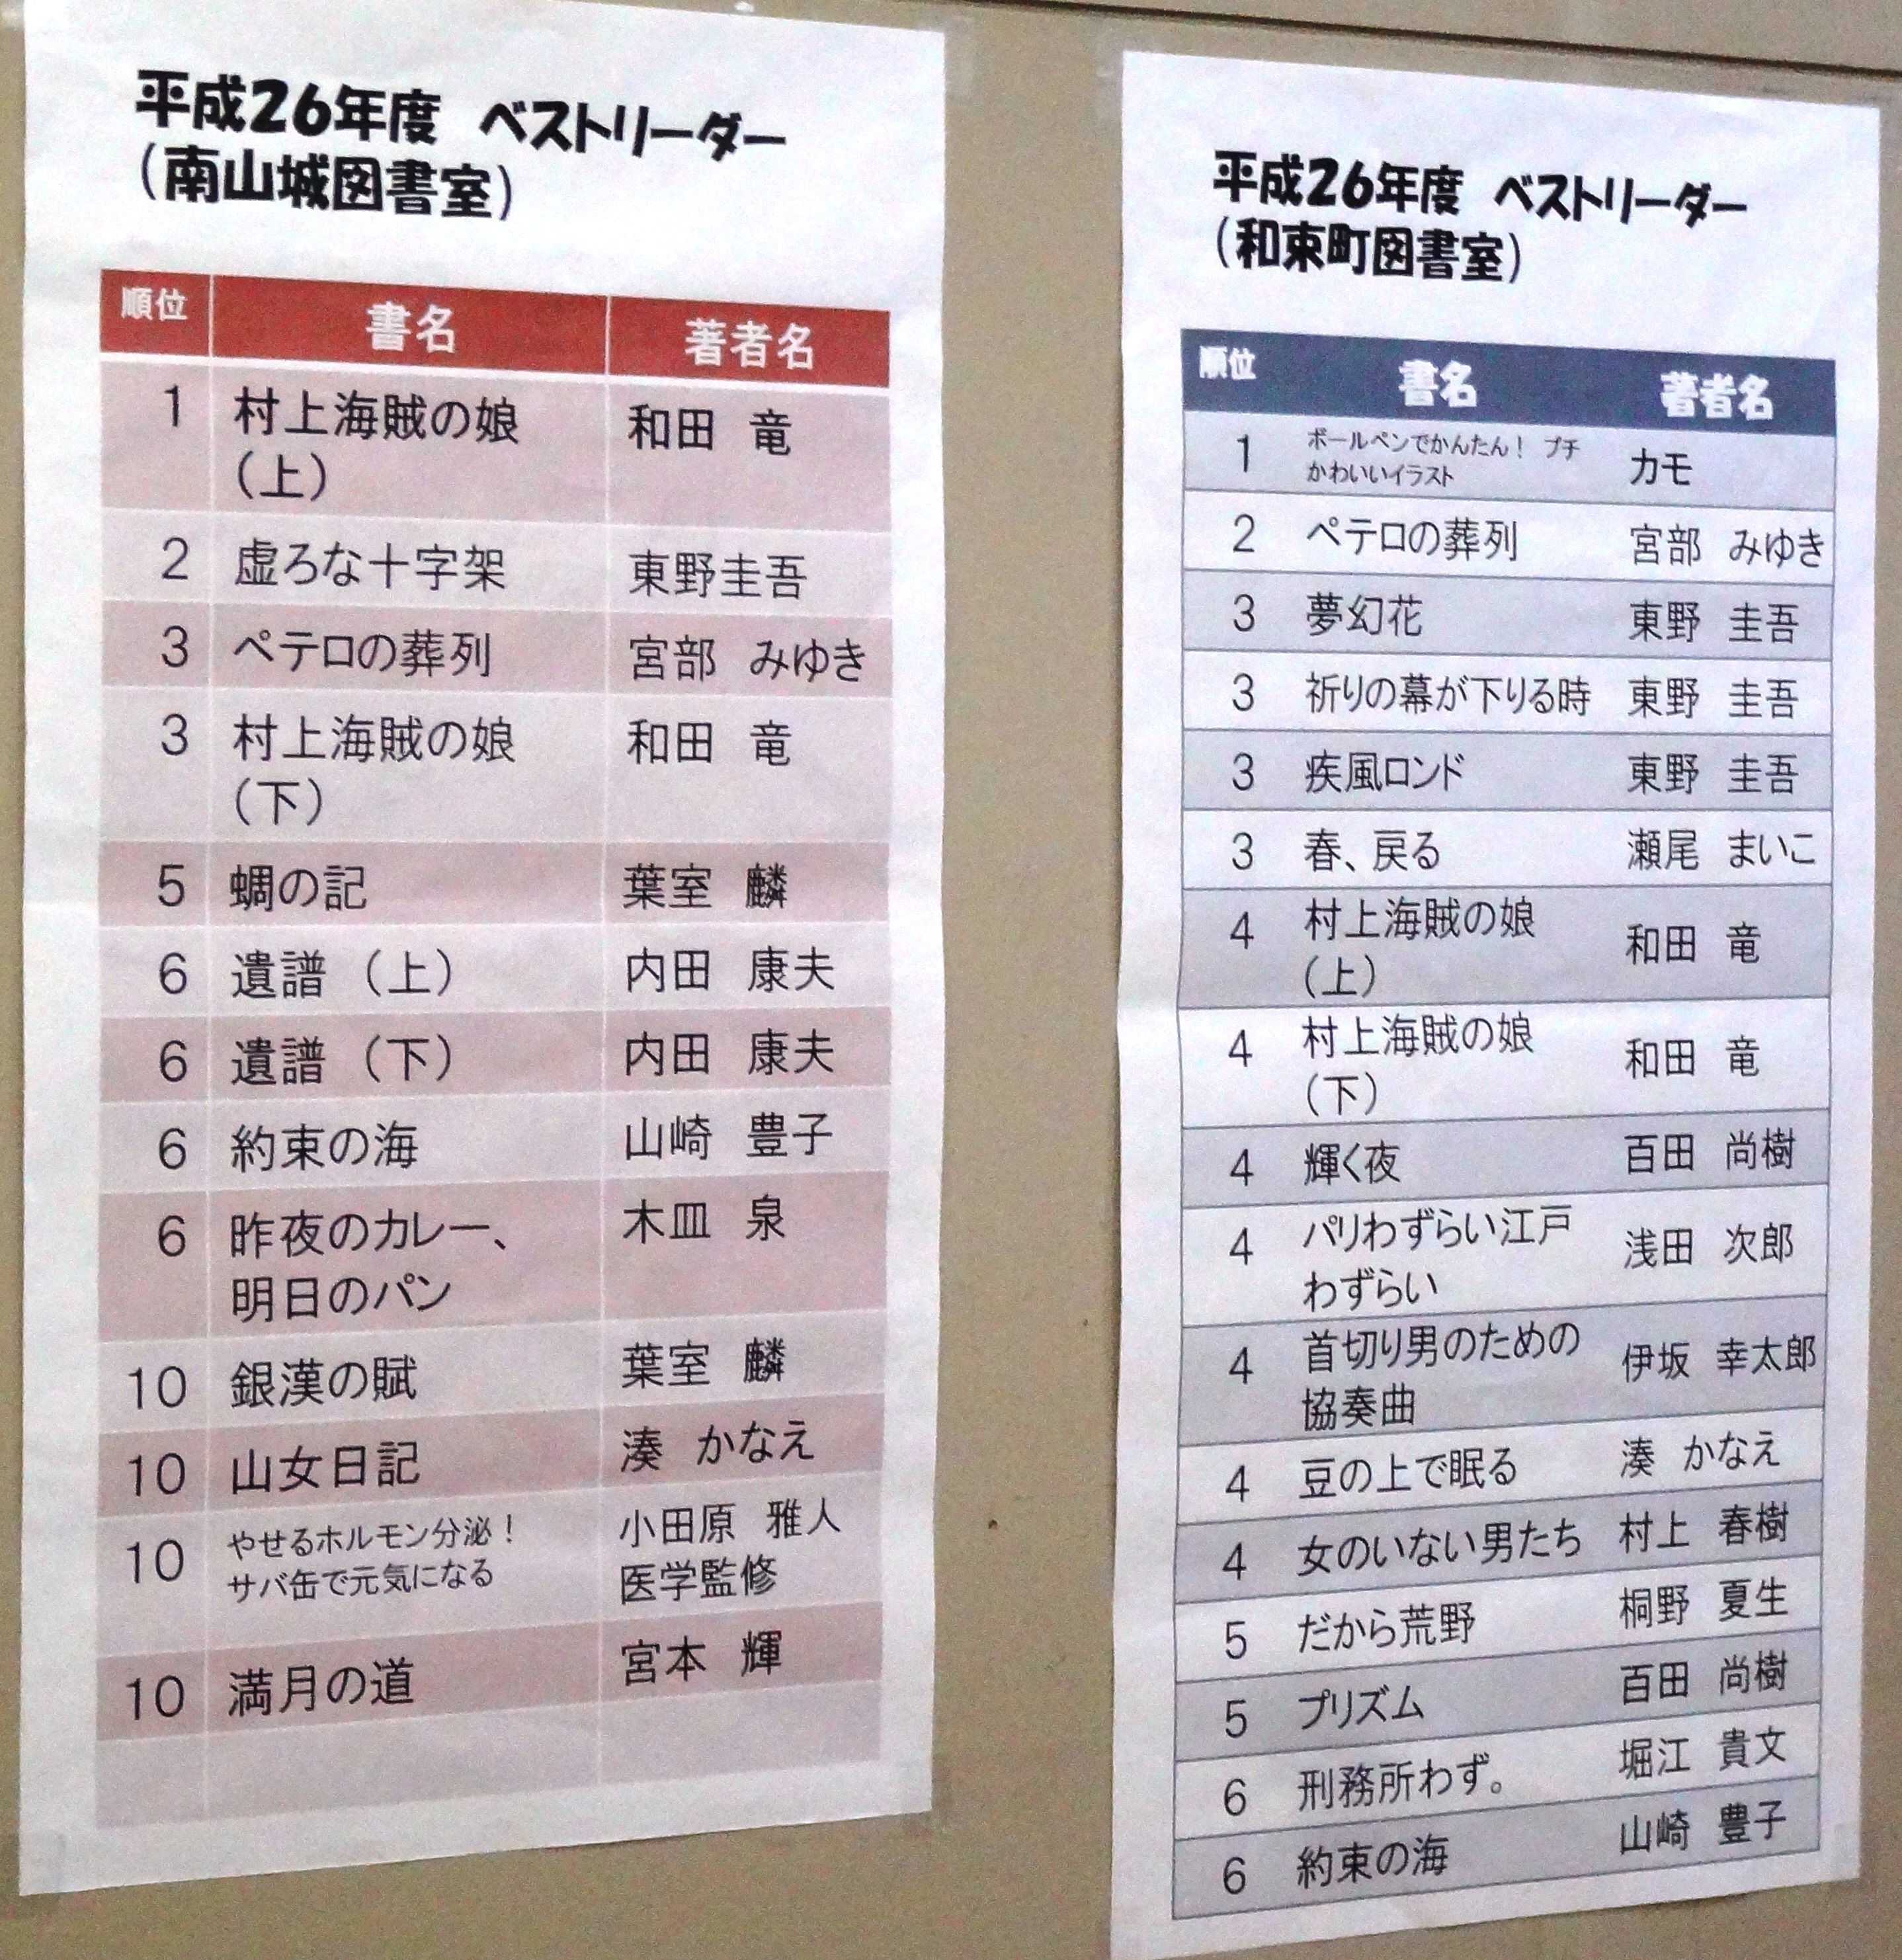 平成26年度 ベストリーダー
(南山城図書室)
順位 書名 著者名
1 村上海賊の娘 和田 竜
(上)
2 虚ろな十字架 東野圭吾
3 ペテロの葬列 宮部 みゆき
3 村上海賊の娘 和田 竜
(下)
5 蜩の記 葉室 麟
6 遺譜 (上) 内田 康夫
6 遺譜 (下) 内田 康夫
6 約束の海 山崎 豊子
6 昨夜のカレー、 木皿 泉
明日のパン
10 銀漢の賦 葉室 麟
10 山女日記 湊 かなえ
10 やせるホルモン分泌! 小田原 雅人
サバ缶で元気になる 医学監修
10 満月の道 宮本 輝
平成26年度 ベストリーダー
(和束町図書室)
順位 書名 著者名
1 ボールペンでかんたん! プチ カモ
かわいいイラスト
2 ペテロの葬列 宮部 みゆき
3 夢幻花 東野 圭吾
3 祈りの幕が下りる時 東野 圭吾
3 疾風ロンド 東野 圭吾
3 春、戻る 瀬尾 まいこ
4 村上海賊の娘 和田 竜
(上)
4 村上海賊の娘 和田 竜
(下)
4 輝く夜 百田 尚樹
4 パリわずらい江戸 浅田 次郎
わずらい
4 首切り男のための 伊坂 幸太郎
協奏曲
4 豆の上で眠る 湊 かなえ
4 女のいない男たち 村上 春樹
5 だから荒野 桐野 夏生
5 プリズム 百田 尚樹
6 刑務所わず。 堀江 貴文
6 約束の海 山崎 豊子